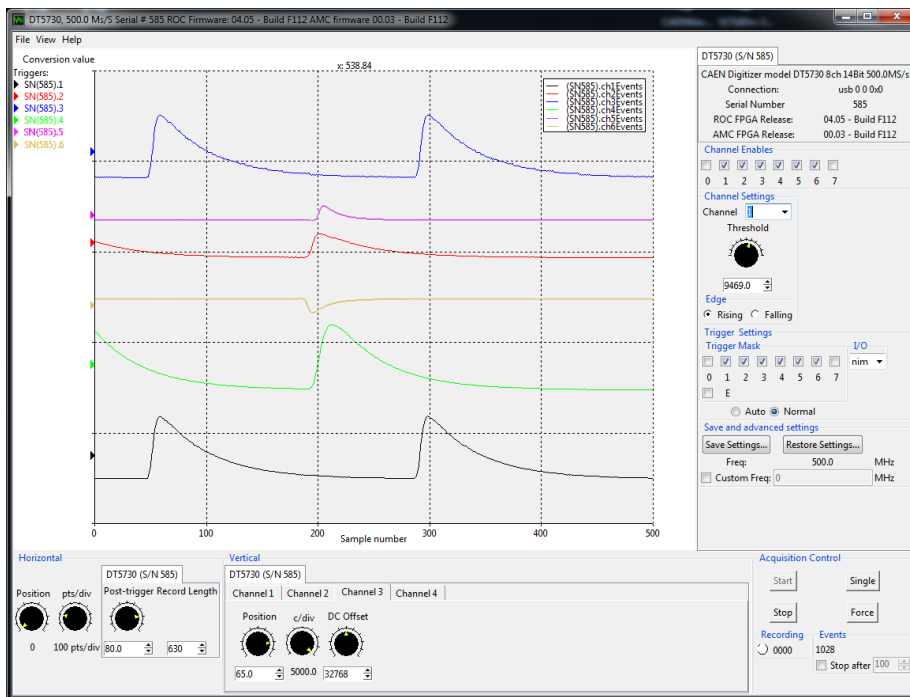 DT5730, 500.0 Ms/S Serial # 585 ROC Firmware: 04.05 - Build F112 AMC firmware 00.03 - Build F112
File View Help
Conversion value
x: 538.84
Triggers:
SN(585).1
SN(585).2
SN(585).3
SN(585).4
SN(585).5
SN(585).6
(SN585).ch1Events
(SN585).ch2Events
(SN585).ch3Events
(SN585).ch4Events
(SN585).ch5Events
(SN585).ch6Events
0 100 200 300 400 500
Sample number
DT5730 (S/N 585)
CAEN Digitizer model DT5730 8ch 14Bit 500.0MS/s
Connection: usb 0 0 0x0
Serial Number 585
ROC FPGA Release: 04.05 - Build F112
AMC FPGA Release: 00.03 - Build F112
Channel Enables
0 1 2 3 4 5 6 7
Channel Settings
Channel
Threshold
9469.0
Edge
Rising Falling
Trigger Settings
Trigger Mask I/O
nim
0 1 2 3 4 5 6 7
E
Auto Normal
Save and advanced settings
Save Settings... Restore Settings...
Freq: 500.0 MHz
Custom Freq: 0 MHz
Horizontal
DT5730 (S/N 585)
Position pts/div Post-trigger Record Length
0 100 pts/div 80.0 630
Vertical
DT5730 (S/N 585)
Channel 1 Channel 2 Channel 3 Channel 4
Position c/div DC Offset
65.0 5000.0 32768
Acquisition Control
Start Single
Stop Force
Recording Events
0000 1028
Stop after 100